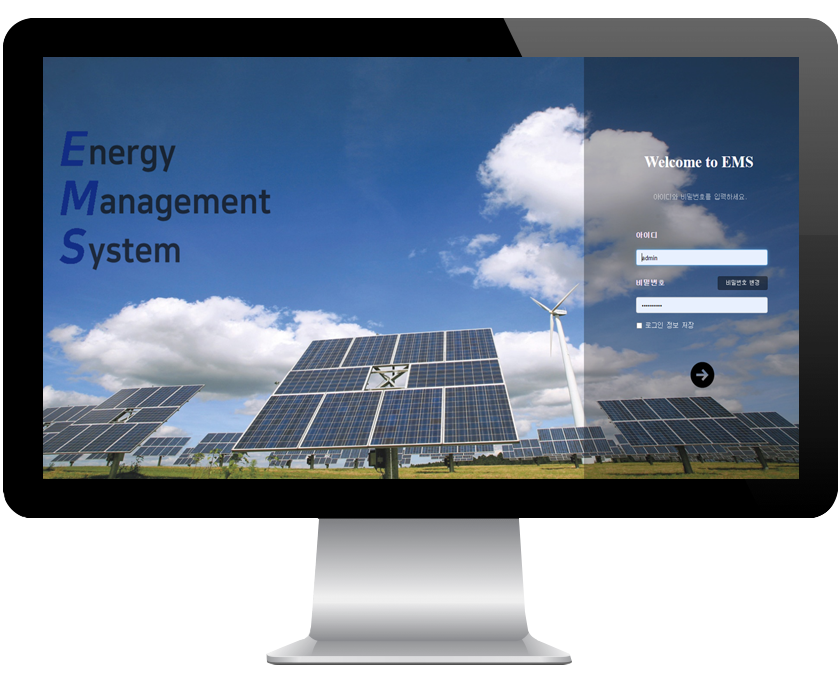 Energy
Management
System
Welcome to EMS
아이디와 비밀번호를 입력하세요.
아이디
admin
비밀번호
비밀번호 변경
로그인 정보 저장